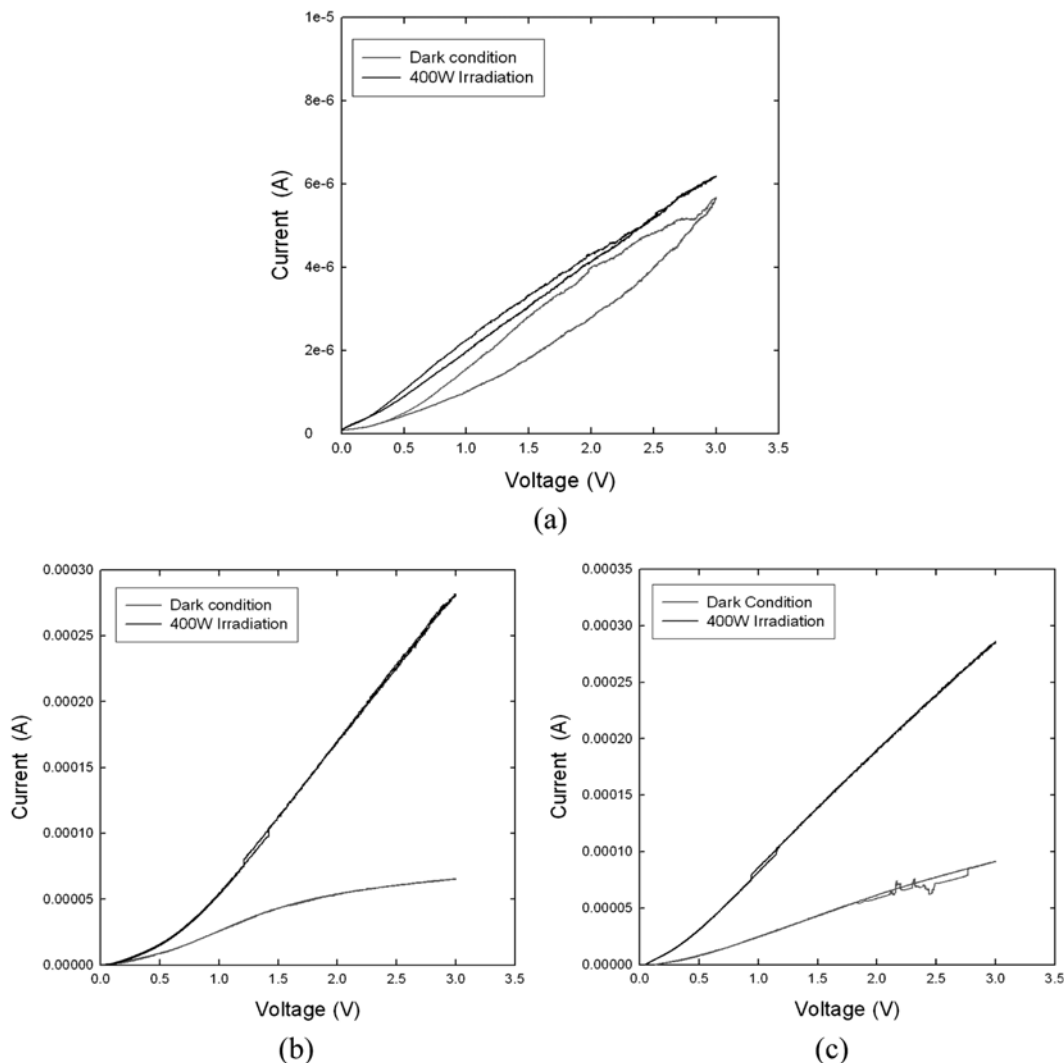 1e-5
Dark condition
400W Irradiation
8e-6
6e-6
4e-6
2e-6
0
Current (A)
0.0 0.5 1.0 1.5 2.0 2.5 3.0 3.5
Voltage (V)
(a)
0.00030
Dark condition
400W Irradiation
0.00025
0.00020
0.00015
0.00010
0.00005
0.00000
Current (A)
0.0 0.5 1.0 1.5 2.0 2.5 3.0 3.5
Voltage (V)
(b)
0.00035
Dark Condition
400W Irradiation
0.00030
0.00025
0.00020
0.00015
0.00010
0.00005
0.00000
Current (A)
0.0 0.5 1.0 1.5 2.0 2.5 3.0 3.5
Voltage (V)
(c)